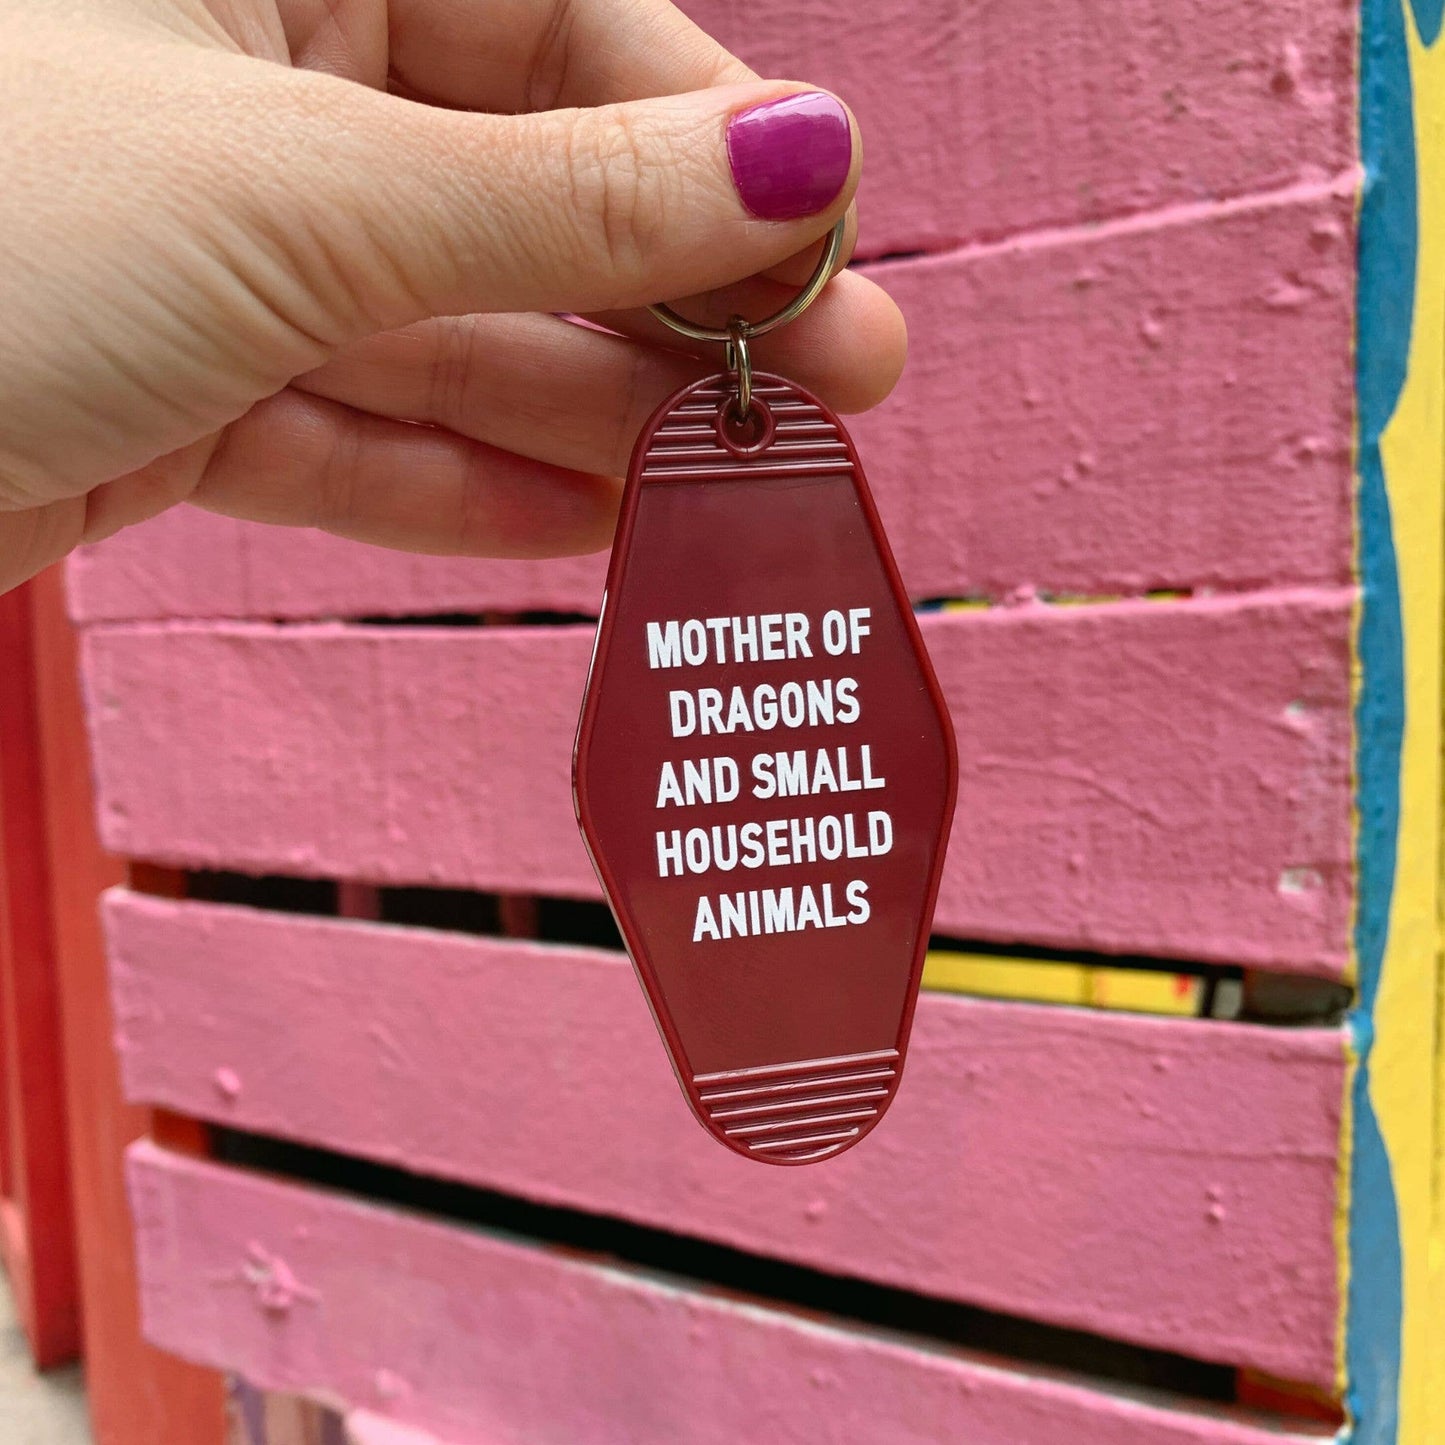 MOTHER OF
DRAGONS
AND SMALL
HOUSEHOLD
ANIMALS